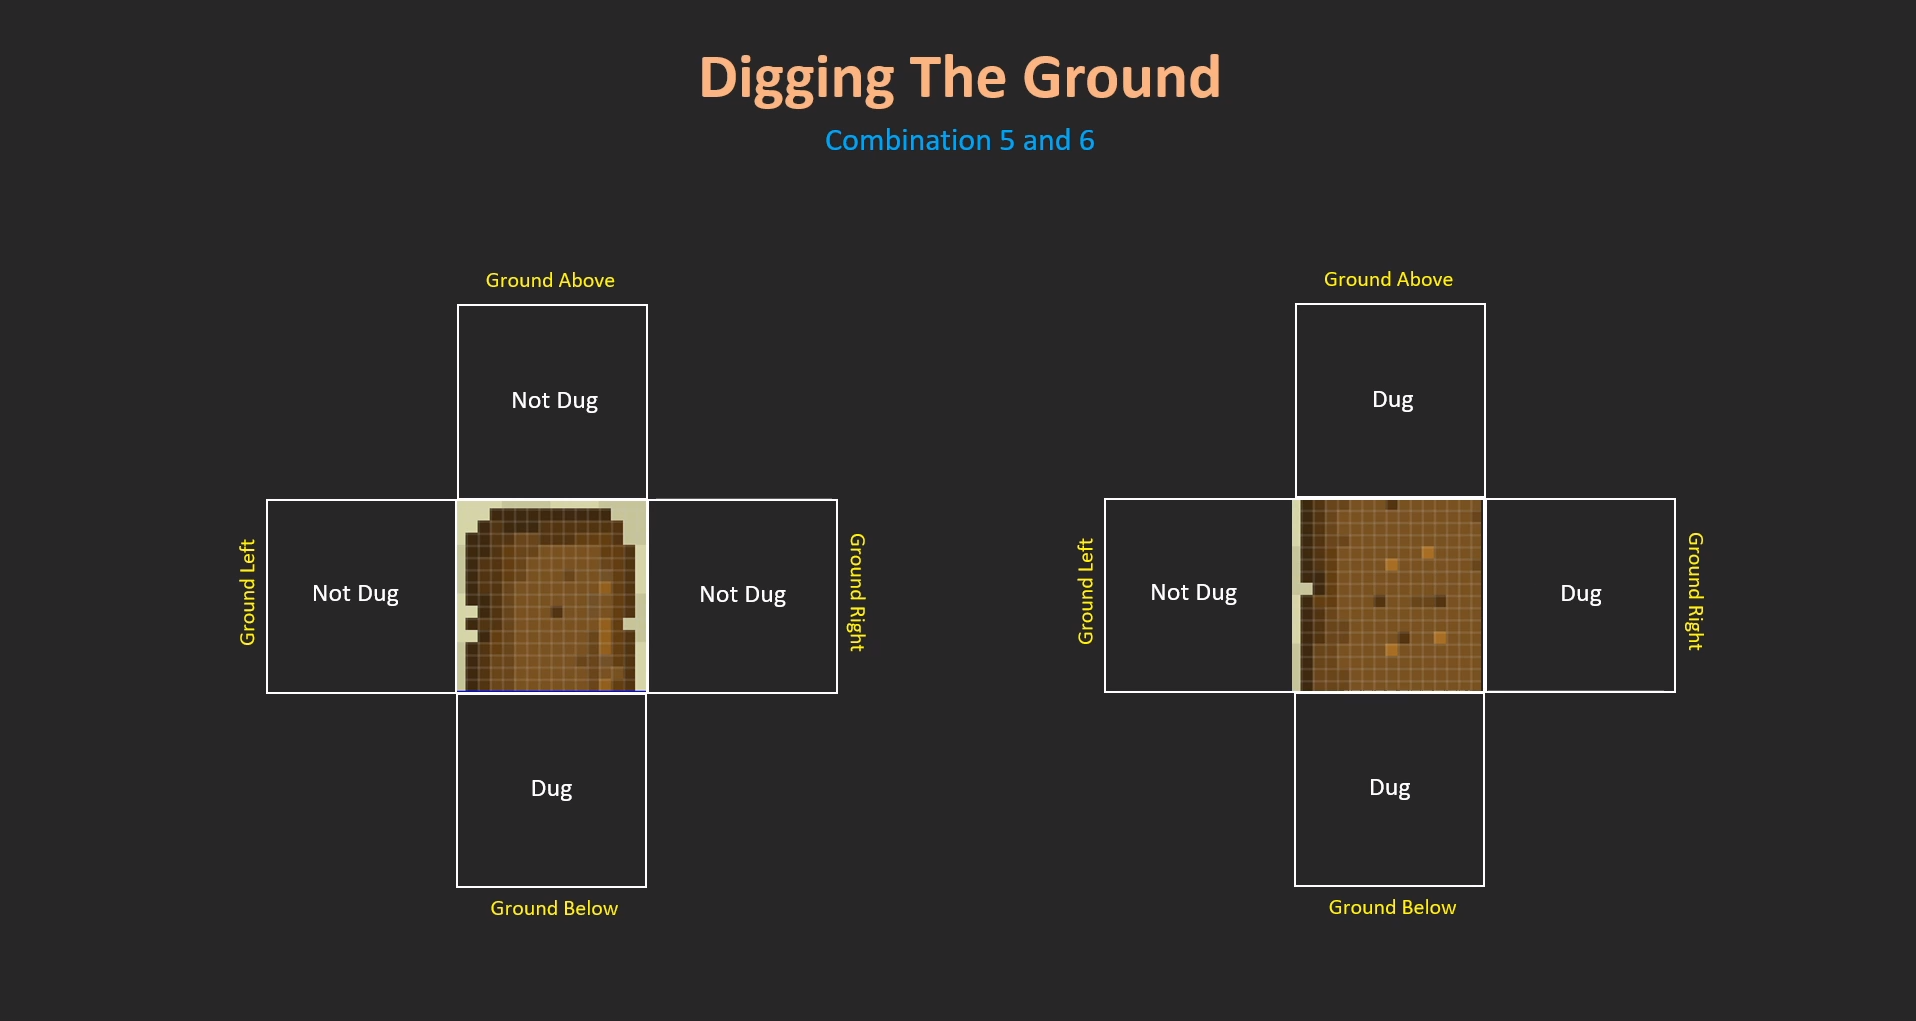 Digging The Ground
Combination 5 and 6
Ground Above
Not Dug
Ground Left
Not Dug
Not Dug
Ground Right
Dug
Ground Below
Ground Above
Dug
Ground Left
Not Dug
Dug
Ground Right
Dug
Ground Below